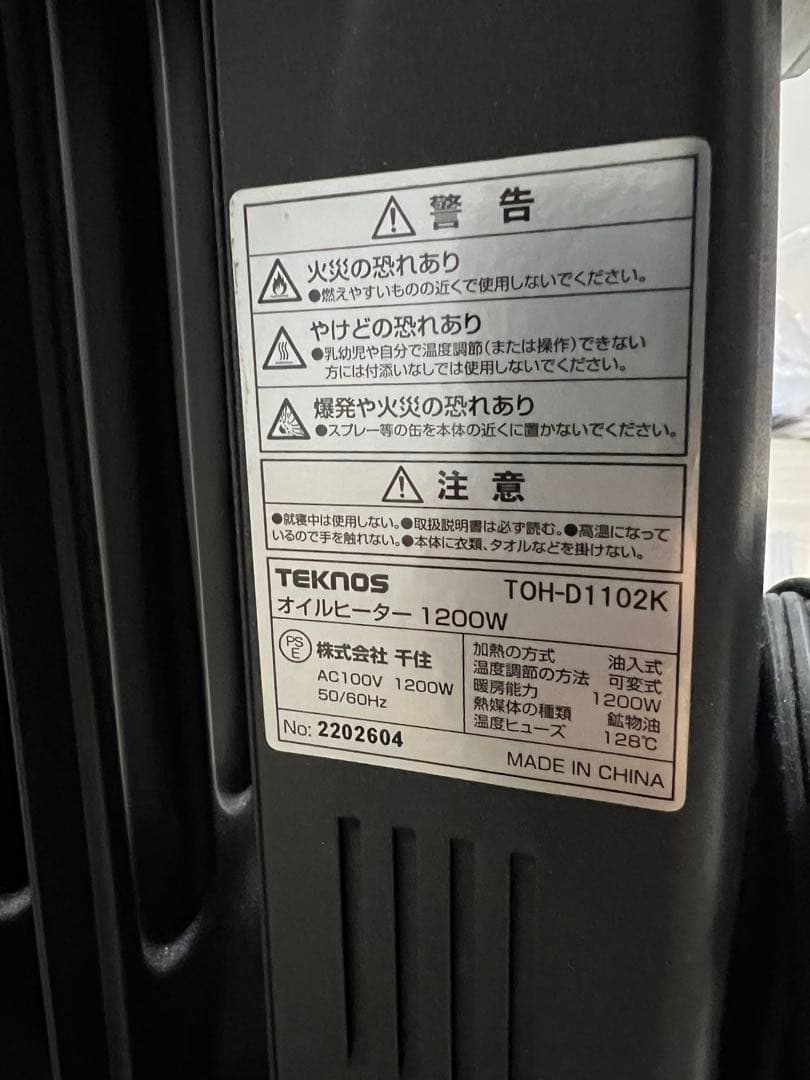 警 告
火災の恐れあり
●燃えやすいものの近くで使用しないでください。
やけどの恐れあり
●乳幼児や自分で温度調節(または操作)できない
方には付添いなしでは使用しないでください。
爆発や火災の恐れあり
●スプレー等の缶を本体の近くに置かないでください。
注 意
●就寝中は使用しない。●取扱説明書は必ず読む。●高温になって
いるので手を触れない。●本体に衣類、タオルなどを掛けない。
TEKNOS TOH-D1102K
オイルヒーター 1200W
PS
E
株式会社 千住
AC100V 1200W
50/60Hz
加熱の方式 油入式
温度調節の方法 可変式
暖房能力 1200W
熱媒体の種類 鉱物油
温度ヒューズ 128℃
No: 2202604
MADE IN CHINA